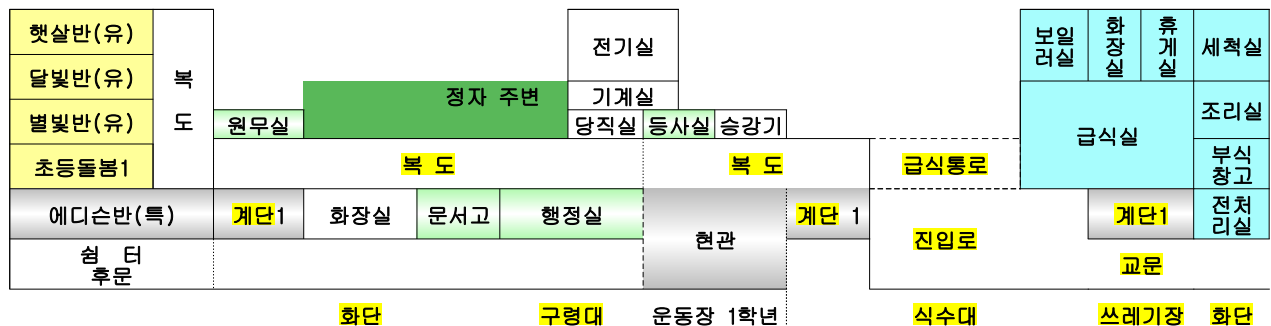 햇살반(유)
달빛반(유)
별빛반(유)
초등돌봄1
복
도
원무실
정자 주변
전기실
기계실
당직실
등사실
승강기
복 도
복 도
급식통로
보일
러실
화
장
실
휴
게
실
세척실
급식실
조리실
부식
창고
에디슨반(특)
계단1
화장실
문서고
행정실
현관
계단 1
진입로
계단1
전처
리실
쉼 터
후문
교문
화단
구령대
운동장 1학년
식수대
쓰레기장
화단